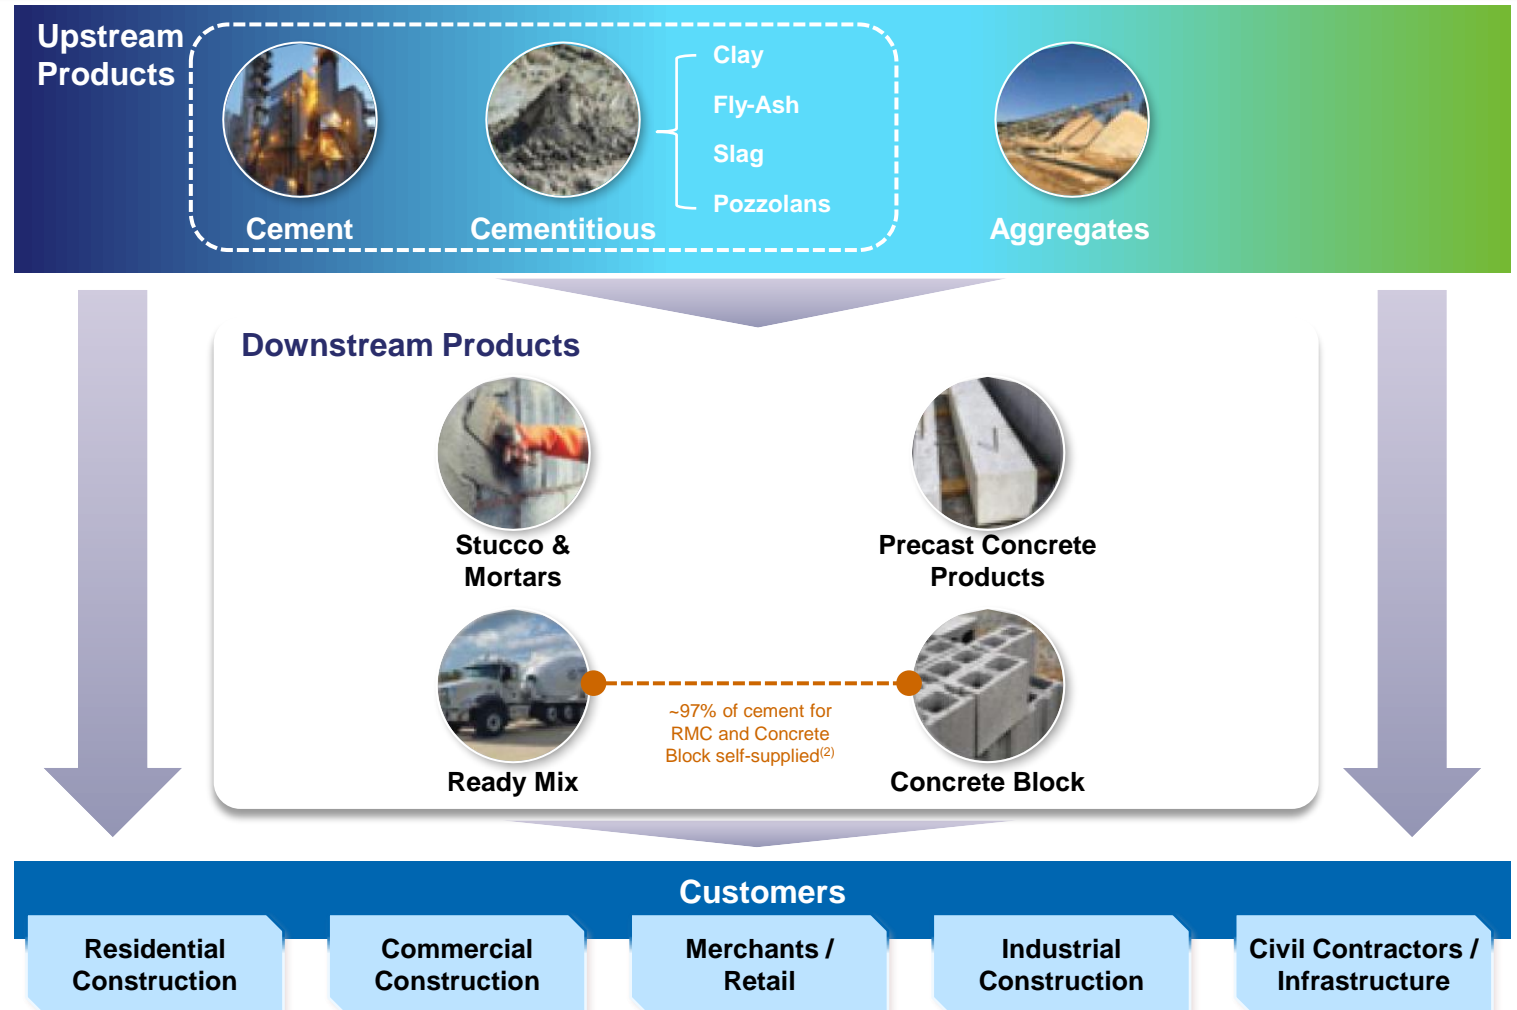 Upstream
Products
Clay
Fly-Ash
Slag
Pozzolans
Cement
Cementitious
Aggregates
Downstream Products
Stucco &
Mortars
Precast Concrete
Products
~97% of cement for
RMC and Concrete
Block self-supplied(2)
Ready Mix
Concrete Block
Customers
Residential
Construction
Commercial
Construction
Merchants /
Retail
Industrial
Construction
Civil Contractors /
Infrastructure